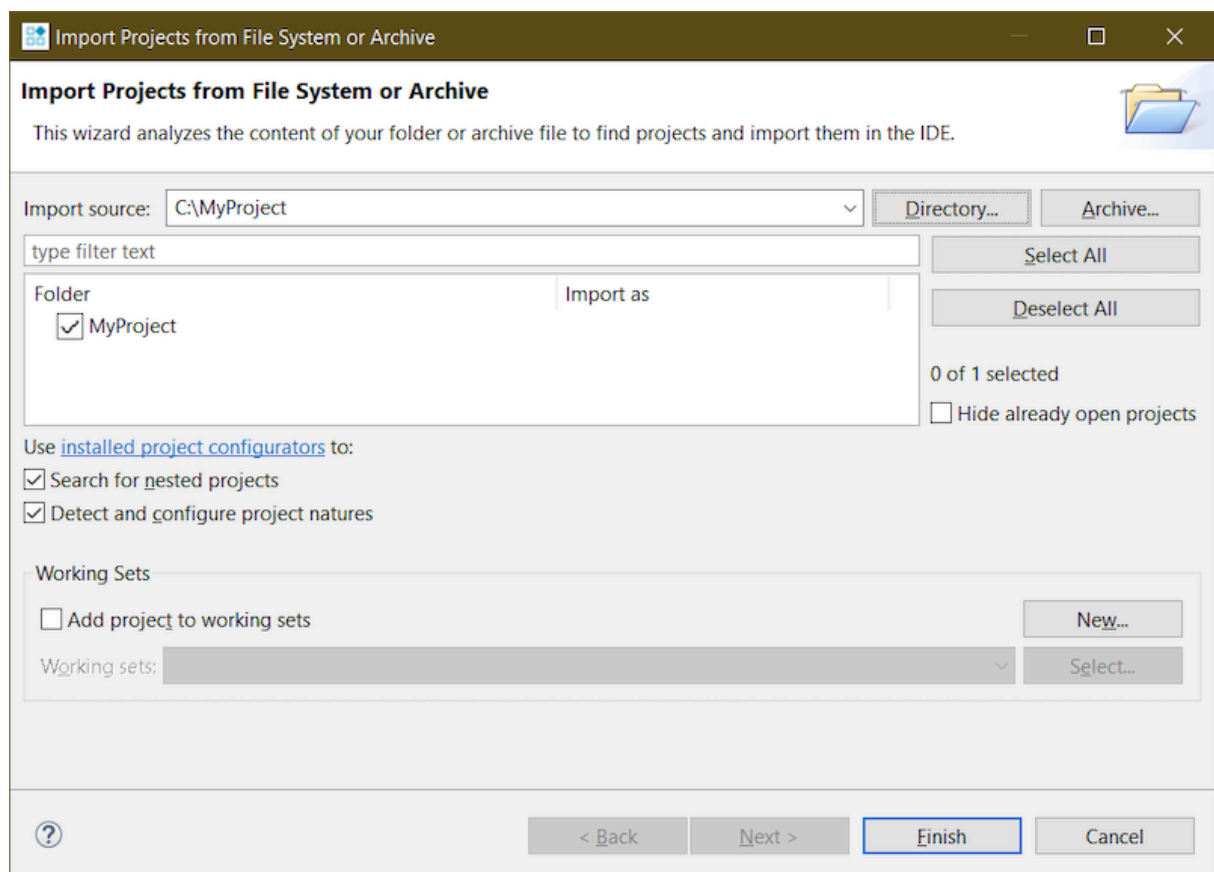 Import Projects from File System or Archive
Import Projects from File System or Archive
This wizard analyzes the content of your folder or archive file to find projects and import them in the IDE.
Import source: C:\MyProject Directory... Archive...
type filter text Select All
Folder Import as
Deselect All
MyProject
0 of 1 selected
Hide already open projects
Use installed project configurators to:
Search for nested projects
Detect and configure project natures
Working Sets
Add project to working sets New...
Working sets: Select...
? < Back Next > Finish Cancel